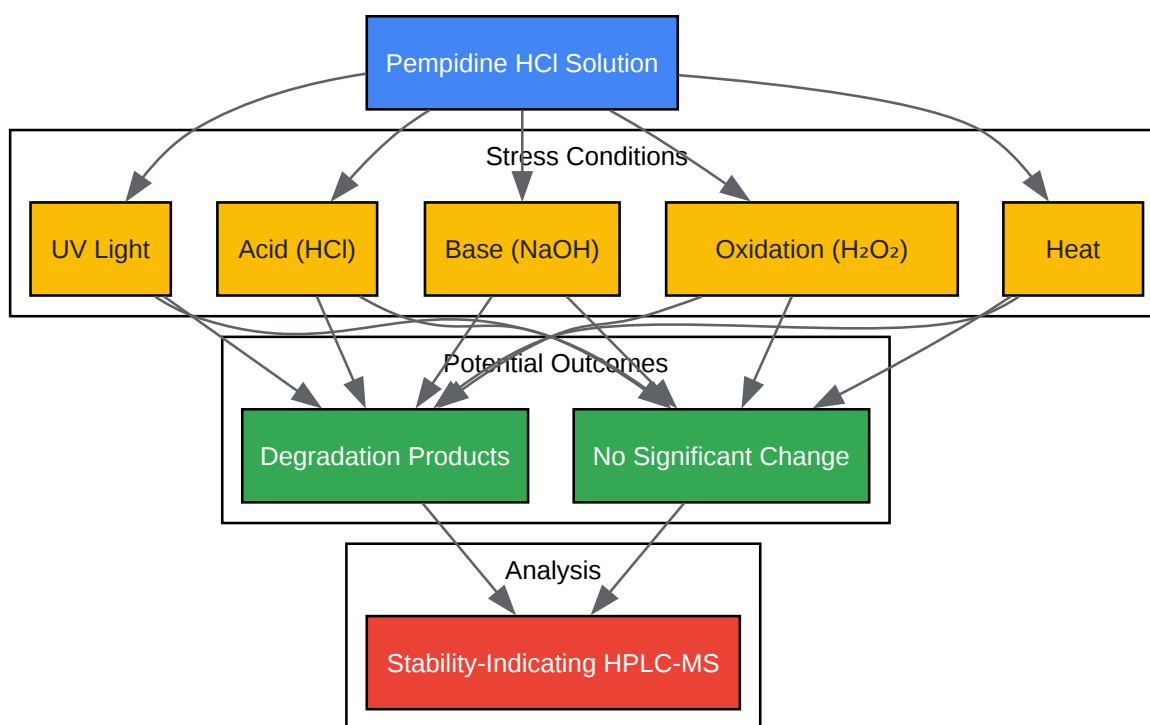 Pempidine HCl Solution
Stress Conditions
UV Light
Acid (HCl)
Base (NaOH)
Oxidation (H₂O₂)
Heat
Potential Outcomes
Degradation Products
No Significant Change
Analysis
Stability-Indicating HPLC-MS